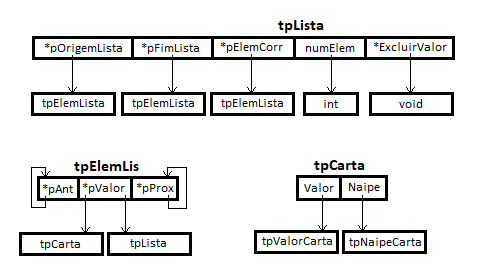 tpLista
*pOrigemLista *pFimLista *pElemCorr numElem *ExcluirValor
tpElemLista tpElemLista tpElemLista int void
tpElemLis
*pAnt *pValor *pProx
tpCarta tpLista
tpCarta
Valor Naipe
tpValorCarta tpNaipeCarta